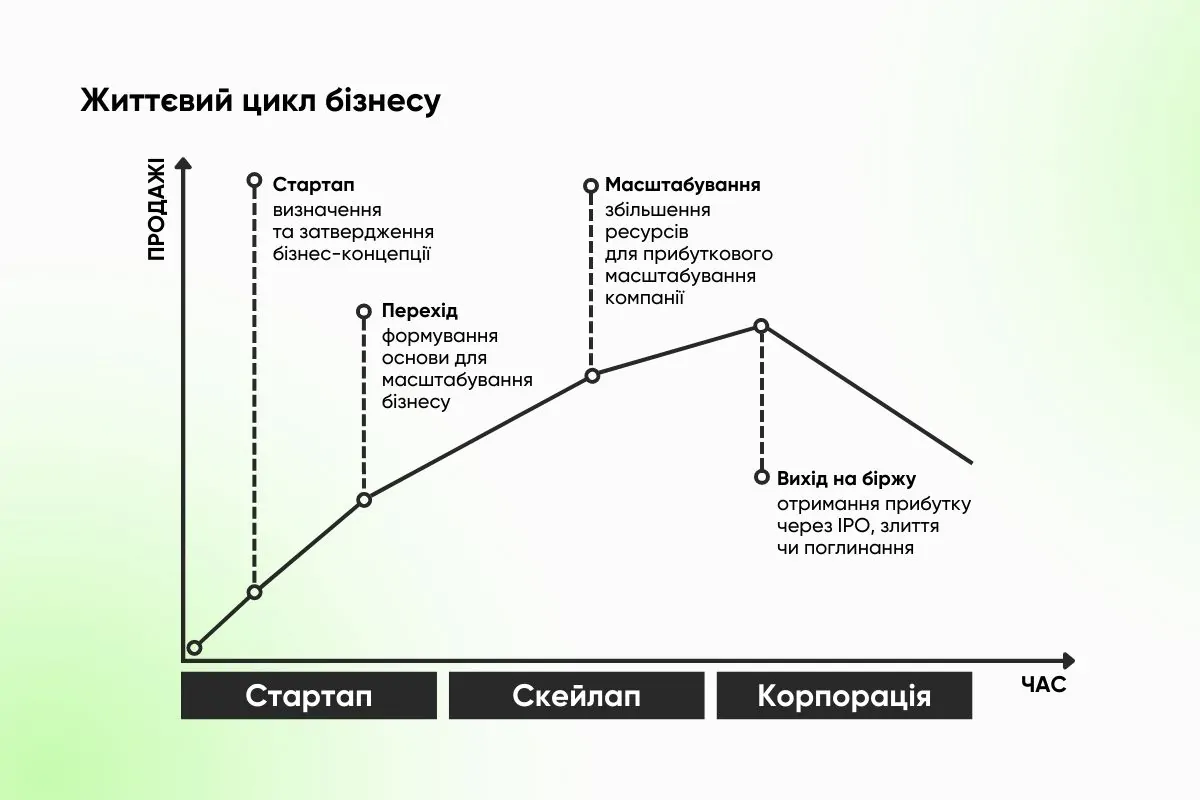 Життєвий цикл бізнесу
ПРОДАЖІ
Стартап
визначення
та затвердження
бізнес-концепції
Перехід
формування
основи для
масштабування
бізнесу
Масштабування
збільшення
ресурсів
для прибуткового
масштабування
компанії
Вихід на біржу
отримання прибутку
через IPO, злиття
чи поглинання
ЧАС
Стартап
Скейлап
Корпорація